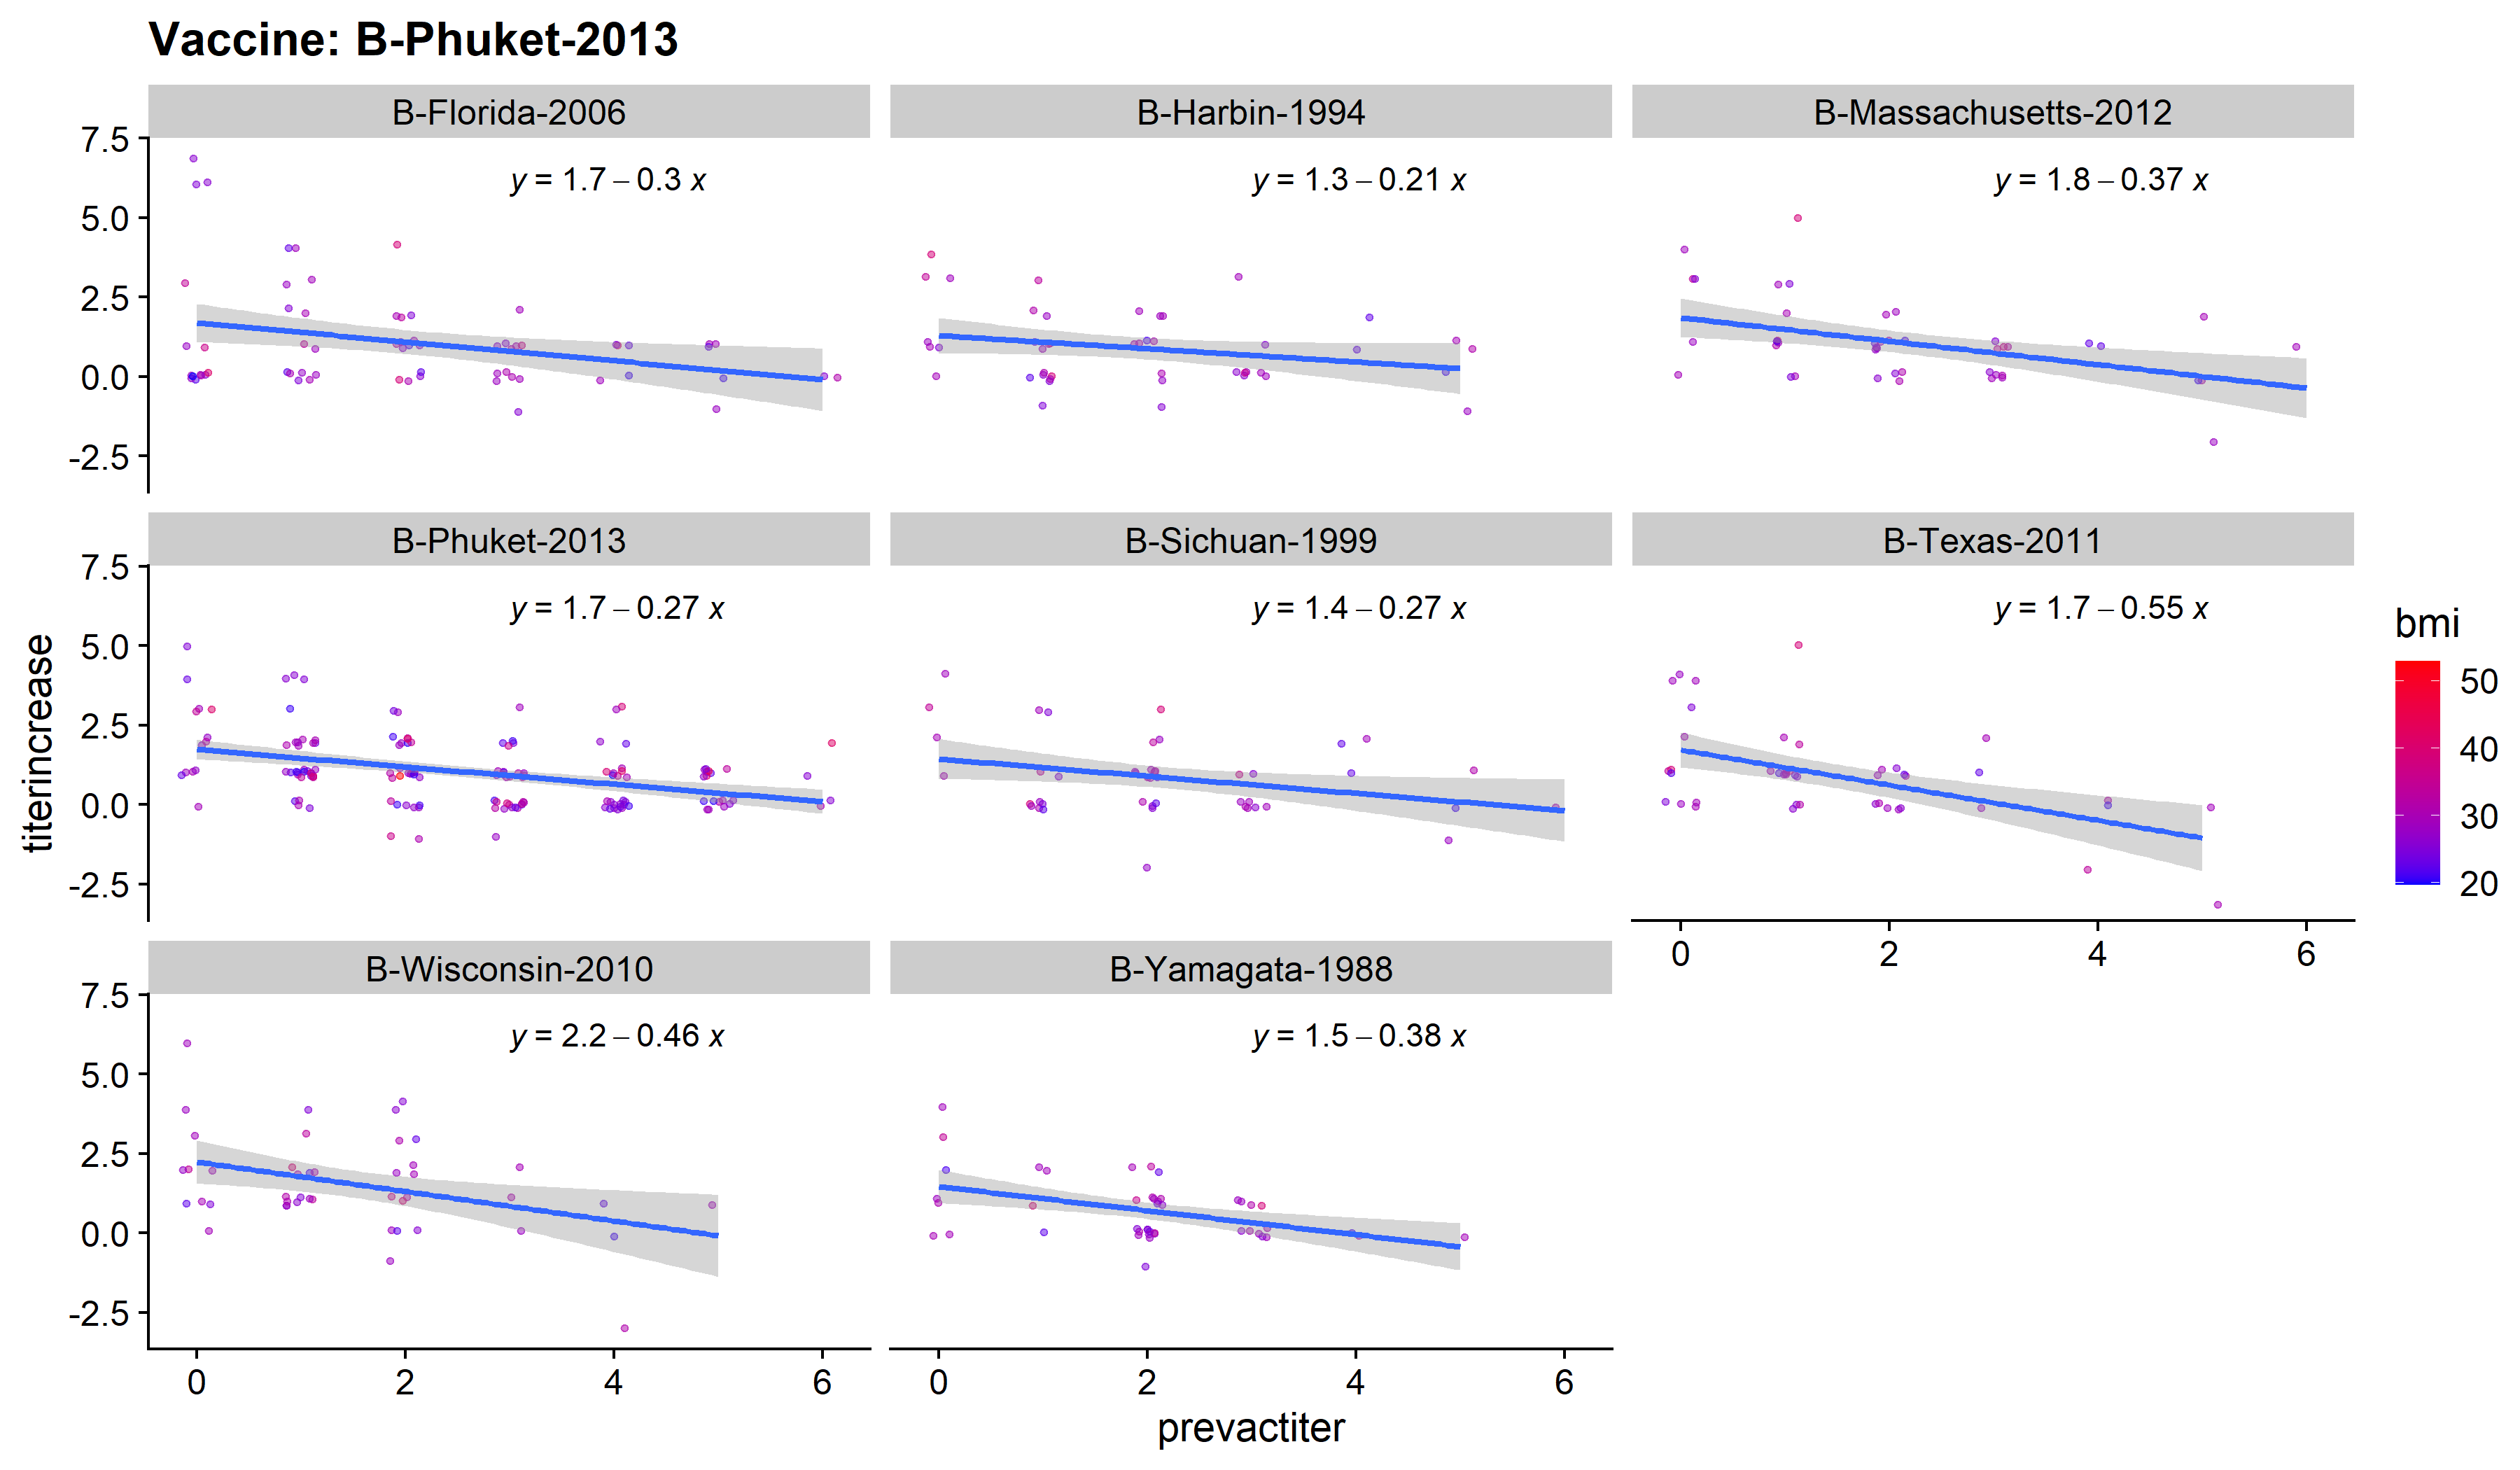 Vaccine: B-Phuket-2013
B-Florida-2006
B-Harbin-1994
B-Massachusetts-2012
7.5
5.0
2.5
0.0
-2.5
y = 1.7 – 0.3 x
y = 1.3 – 0.21 x
y = 1.8 – 0.37 x
B-Phuket-2013
B-Sichuan-1999
B-Texas-2011
7.5
5.0
2.5
0.0
-2.5
y = 1.7 – 0.27 x
y = 1.4 – 0.27 x
y = 1.7 – 0.55 x
0 2 4 6
titerincrease
bmi
50
40
30
20
B-Wisconsin-2010
B-Yamagata-1988
7.5
5.0
2.5
0.0
-2.5
y = 2.2 – 0.46 x
y = 1.5 – 0.38 x
0 2 4 6
0 2 4 6
prevactiter